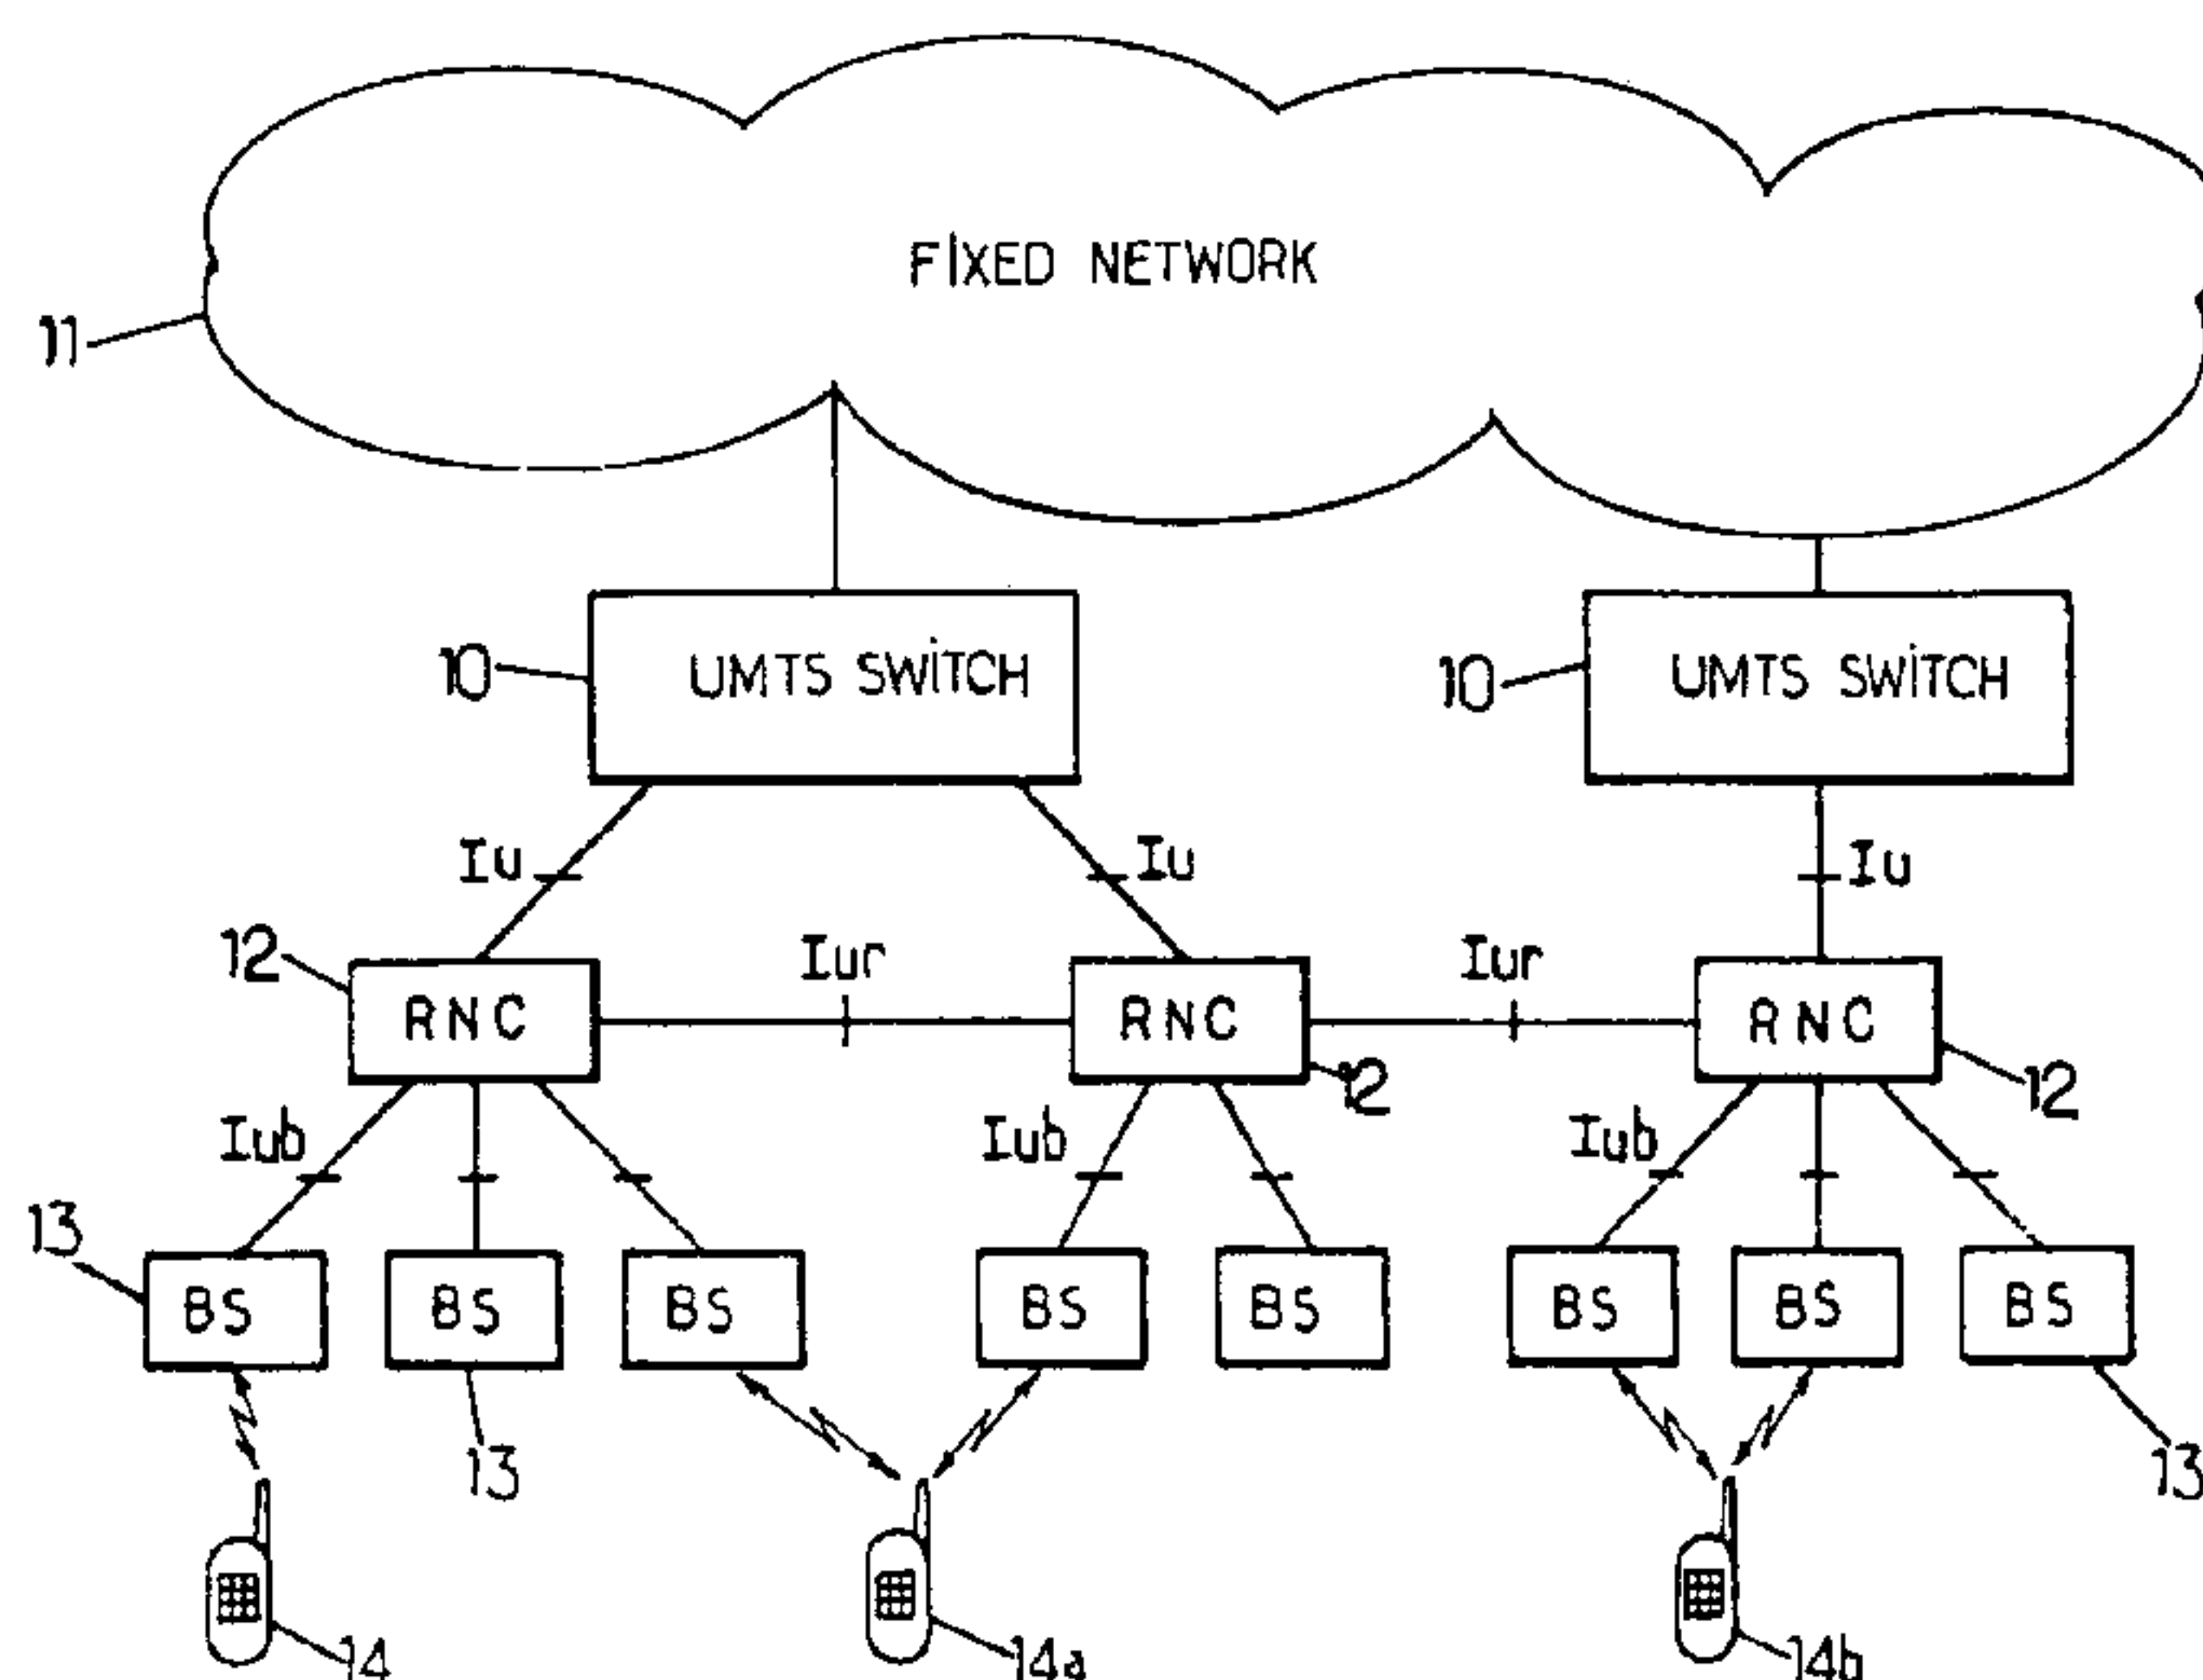 FIXED NETWORK
11
10
UMTS SWITCH
10
UMTS SWITCH
Iu
Iu
Iu
12
RNC
Iur
RNC
12
Iur
RNC
12
Iub
Iub
Iub
13
BS
BS
BS
BS
BS
BS
BS
BS
13
13
14
14a
14b